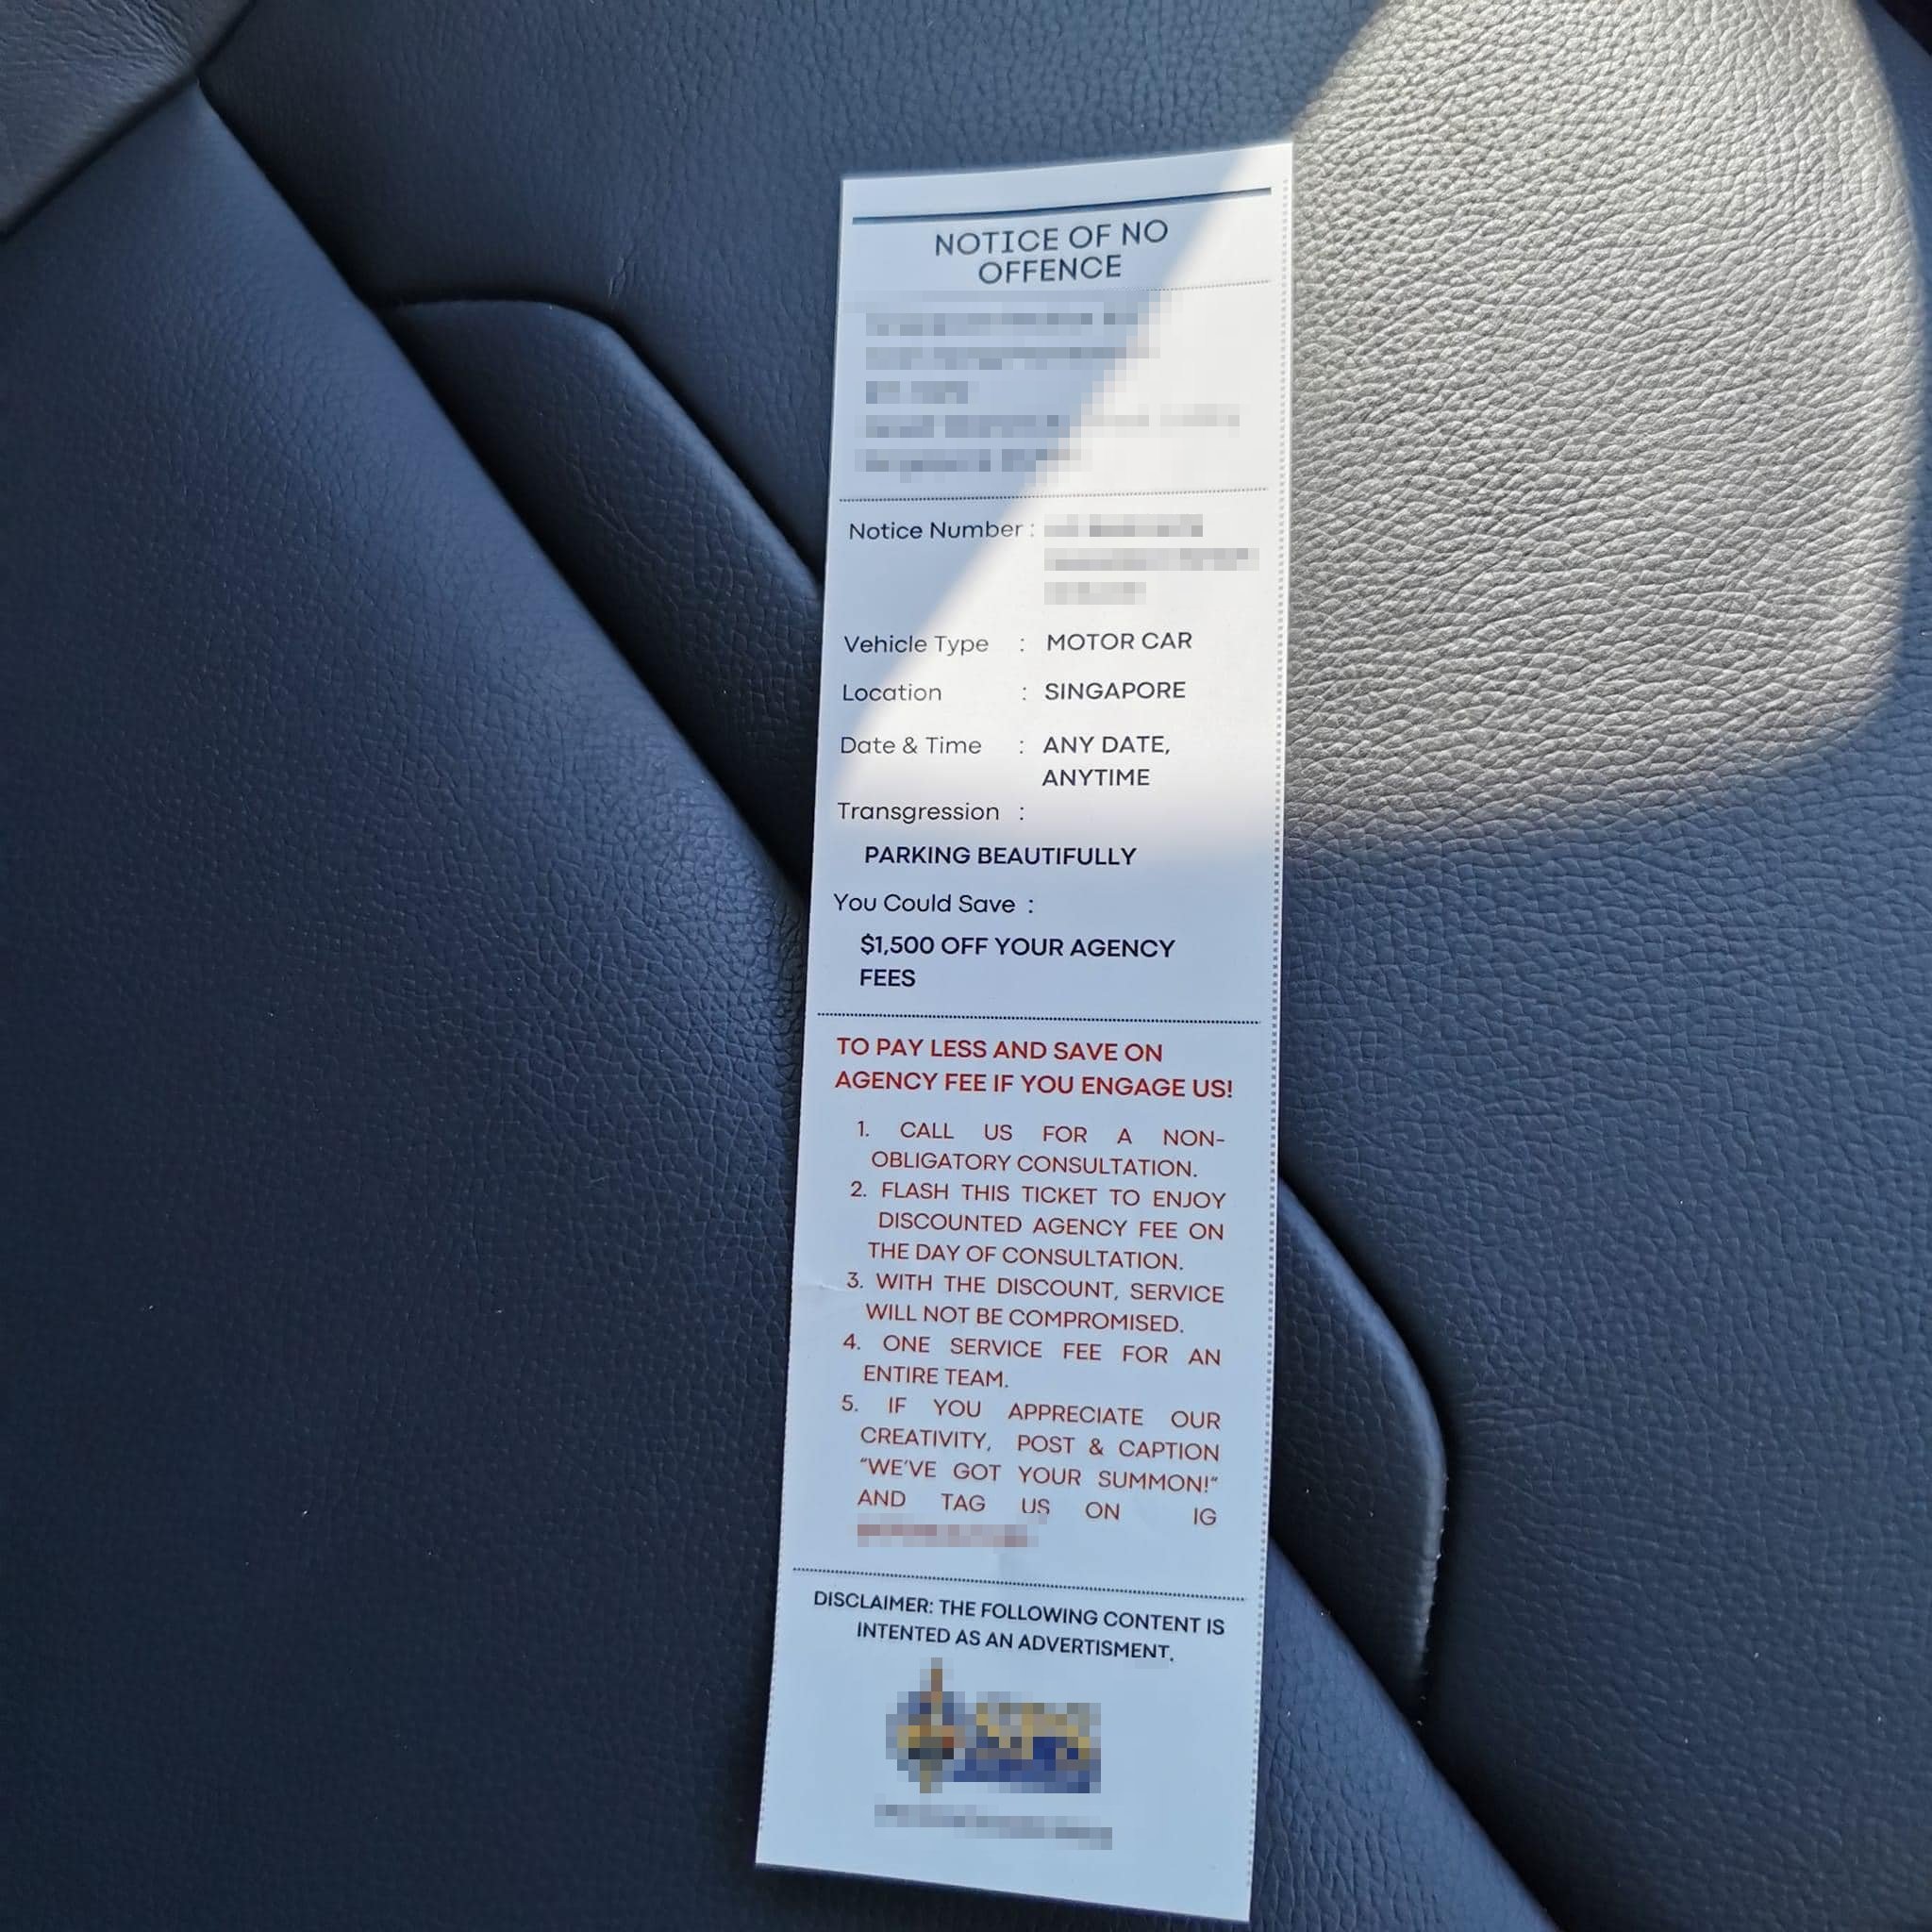 NOTICE OF NO
OFFENCE
Notice Number :
Vehicle Type : MOTOR CAR
Location : SINGAPORE
Date & Time : ANY DATE,
ANYTIME
Transgression :
PARKING BEAUTIFULLY
You Could Save :
$1,500 OFF YOUR AGENCY
FEES
TO PAY LESS AND SAVE ON
AGENCY FEE IF YOU ENGAGE US!
1. CALL US FOR A NON-
OBLIGATORY CONSULTATION.
2. FLASH THIS TICKET TO ENJOY
DISCOUNTED AGENCY FEE ON
THE DAY OF CONSULTATION.
3. WITH THE DISCOUNT, SERVICE
WILL NOT BE COMPROMISED.
4. ONE SERVICE FEE FOR AN
ENTIRE TEAM.
5. IF YOU APPRECIATE OUR
CREATIVITY, POST & CAPTION
“WE’VE GOT YOUR SUMMON!“
AND TAG US ON IG
DISCLAIMER: THE FOLLOWING CONTENT IS
INTENTED AS AN ADVERTISMENT.